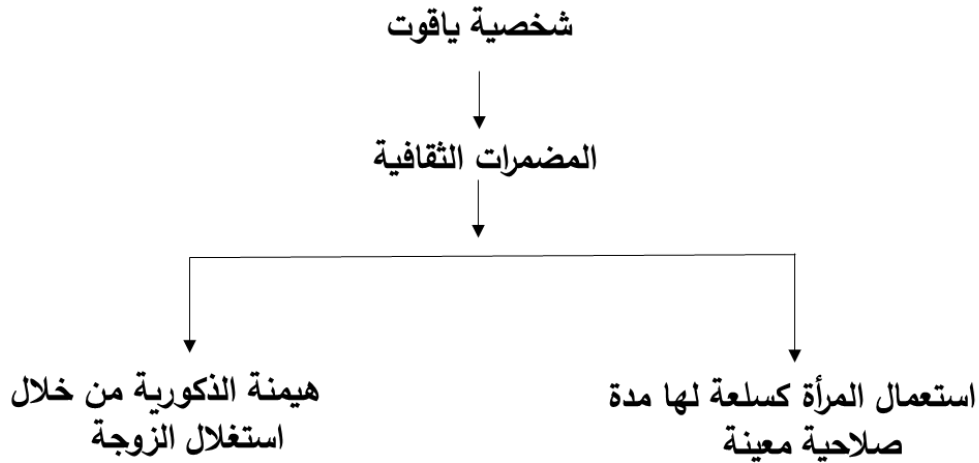 شخصية ياقوت
المضمرات الثقافية
استعمال المرأة كسلعة لها مدة
صلاحية معينة
هيمنة الذكورية من خلال
استغلال الزوجة